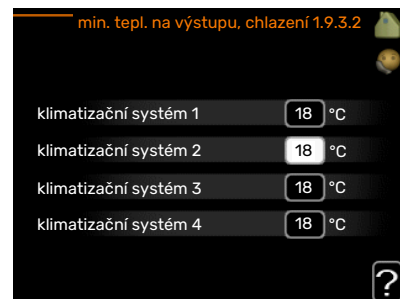 min. tepl. na výstupu, chlazení 1.9.3.2
klimatizační systém 1 18 °C
klimatizační systém 2 18 °C
klimatizační systém 3 18 °C
klimatizační systém 4 18 °C
?